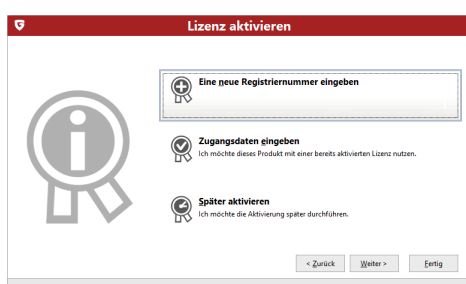 Lizenz aktivieren
Eine neue Registriernummer eingeben
Zugangsdaten eingeben
Ich möchte dieses Produkt mit einer bereits aktivierten Lizenz nutzen.
Später aktivieren
Ich möchte die Aktivierung später durchführen.
< Zurück Weiter > Fertig